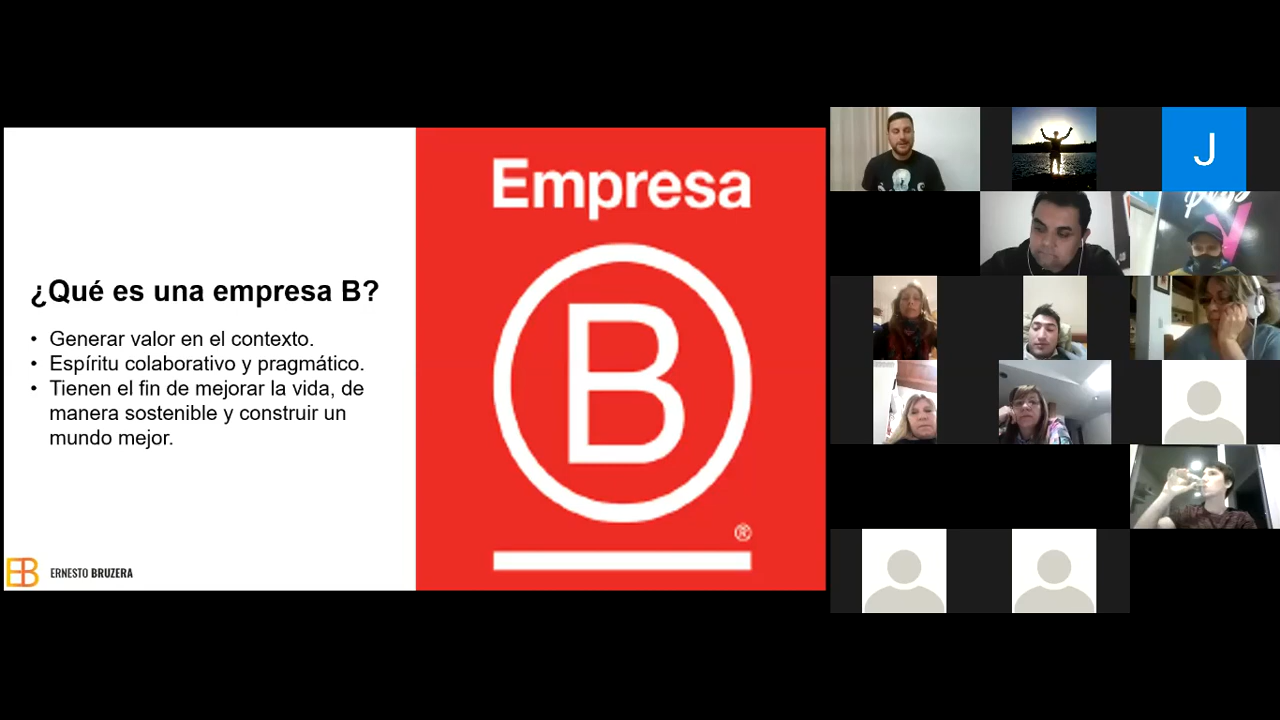 ¿Qué es una empresa B?
• Generar valor en el contexto.
• Espíritu colaborativo y pragmático.
• Tienen el fin de mejorar la vida, de
manera sostenible y construir un
mundo mejor.
EB ERNESTO BRUZERA
Empresa
B
®
J